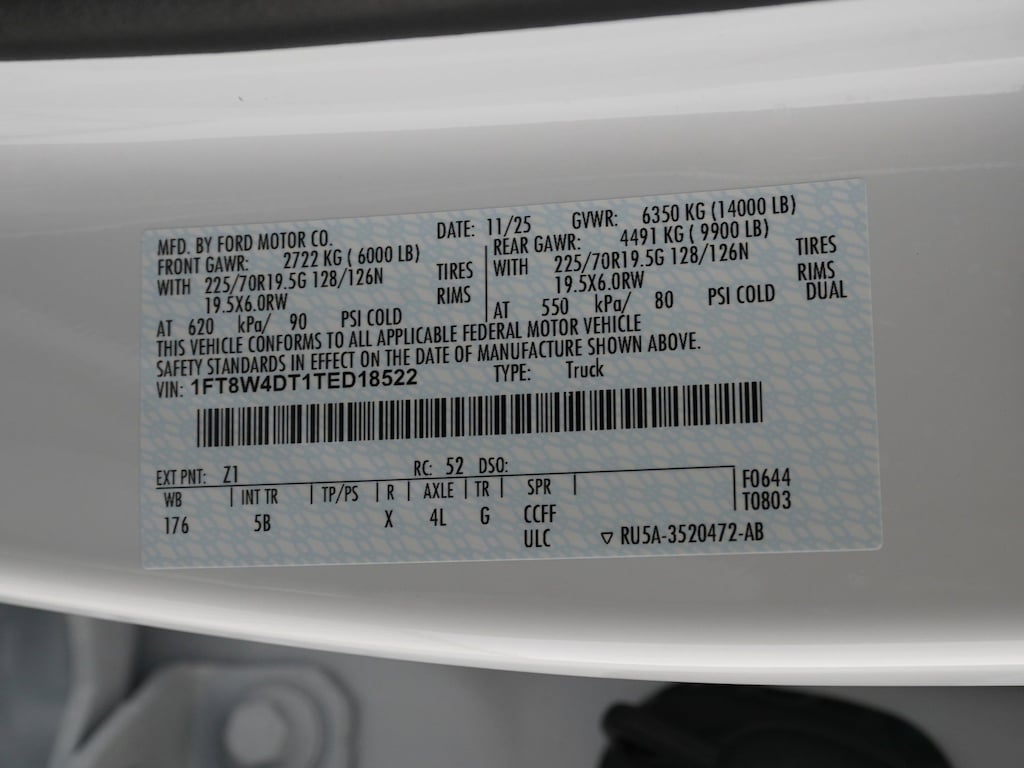 MFD. BY FORD MOTOR CO. DATE: 11/25 GVWR: 6350 KG (14000 LB)
FRONT GAWR: 2722 KG ( 6000 LB) REAR GAWR: 4491 KG ( 9900 LB)
WITH 225/70R19.5G 128/126N TIRES WITH 225/70R19.5G 128/126N TIRES
19.5X6.0RW RIMS 19.5X6.0RW RIMS
AT 620 kPa/ 90 PSI COLD AT 550 kPa/ 80 PSI COLD DUAL
THIS VEHICLE CONFORMS TO ALL APPLICABLE FEDERAL MOTOR VEHICLE
SAFETY STANDARDS IN EFFECT ON THE DATE OF MANUFACTURE SHOWN ABOVE.
VIN: 1FT8W4DT1TED18522 TYPE: Truck
EXT PNT: Z1 RC: 52 DSO:
WB INT TR TP/PS R AXLE TR SPR F0644
176 5B X 4L G CCFF T0803
ULC ▽ RU5A-3520472-AB